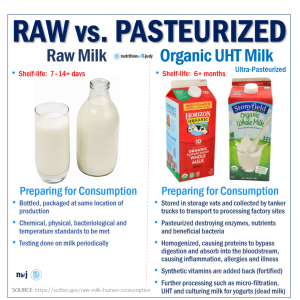 RAW vs. PASTEURIZED
Raw Milk
nutrition by judy
Organic UHT Milk
Ultra-Pasteurized
* Shelf-life: 7-14+ days
* Shelf-life: 6+ months
HORIZON
ORGANIC
WHOLE
MILK
Stonyfield
Organic
Whole Milk
Preparing for Consumption
* Bottled, packaged at same location of
production
* Chemical, physical, bacteriological and
temperature standards to be met
* Testing done on milk periodically
Preparing for Consumption
* Stored in storage vats and collected by tanker
trucks to transport to processing factory sites
* Pasteurized destroying enzymes, nutrients
and beneficial bacteria
* Homogenized, causing proteins to bypass
digestion and absorb into the bloodstream,
causing inflammation, allergies and illness
* Synthetic vitamins are added back (fortified)
* Further processing such as micro-filtration,
UHT and culturing milk for yogurts (dead milk)
nwj